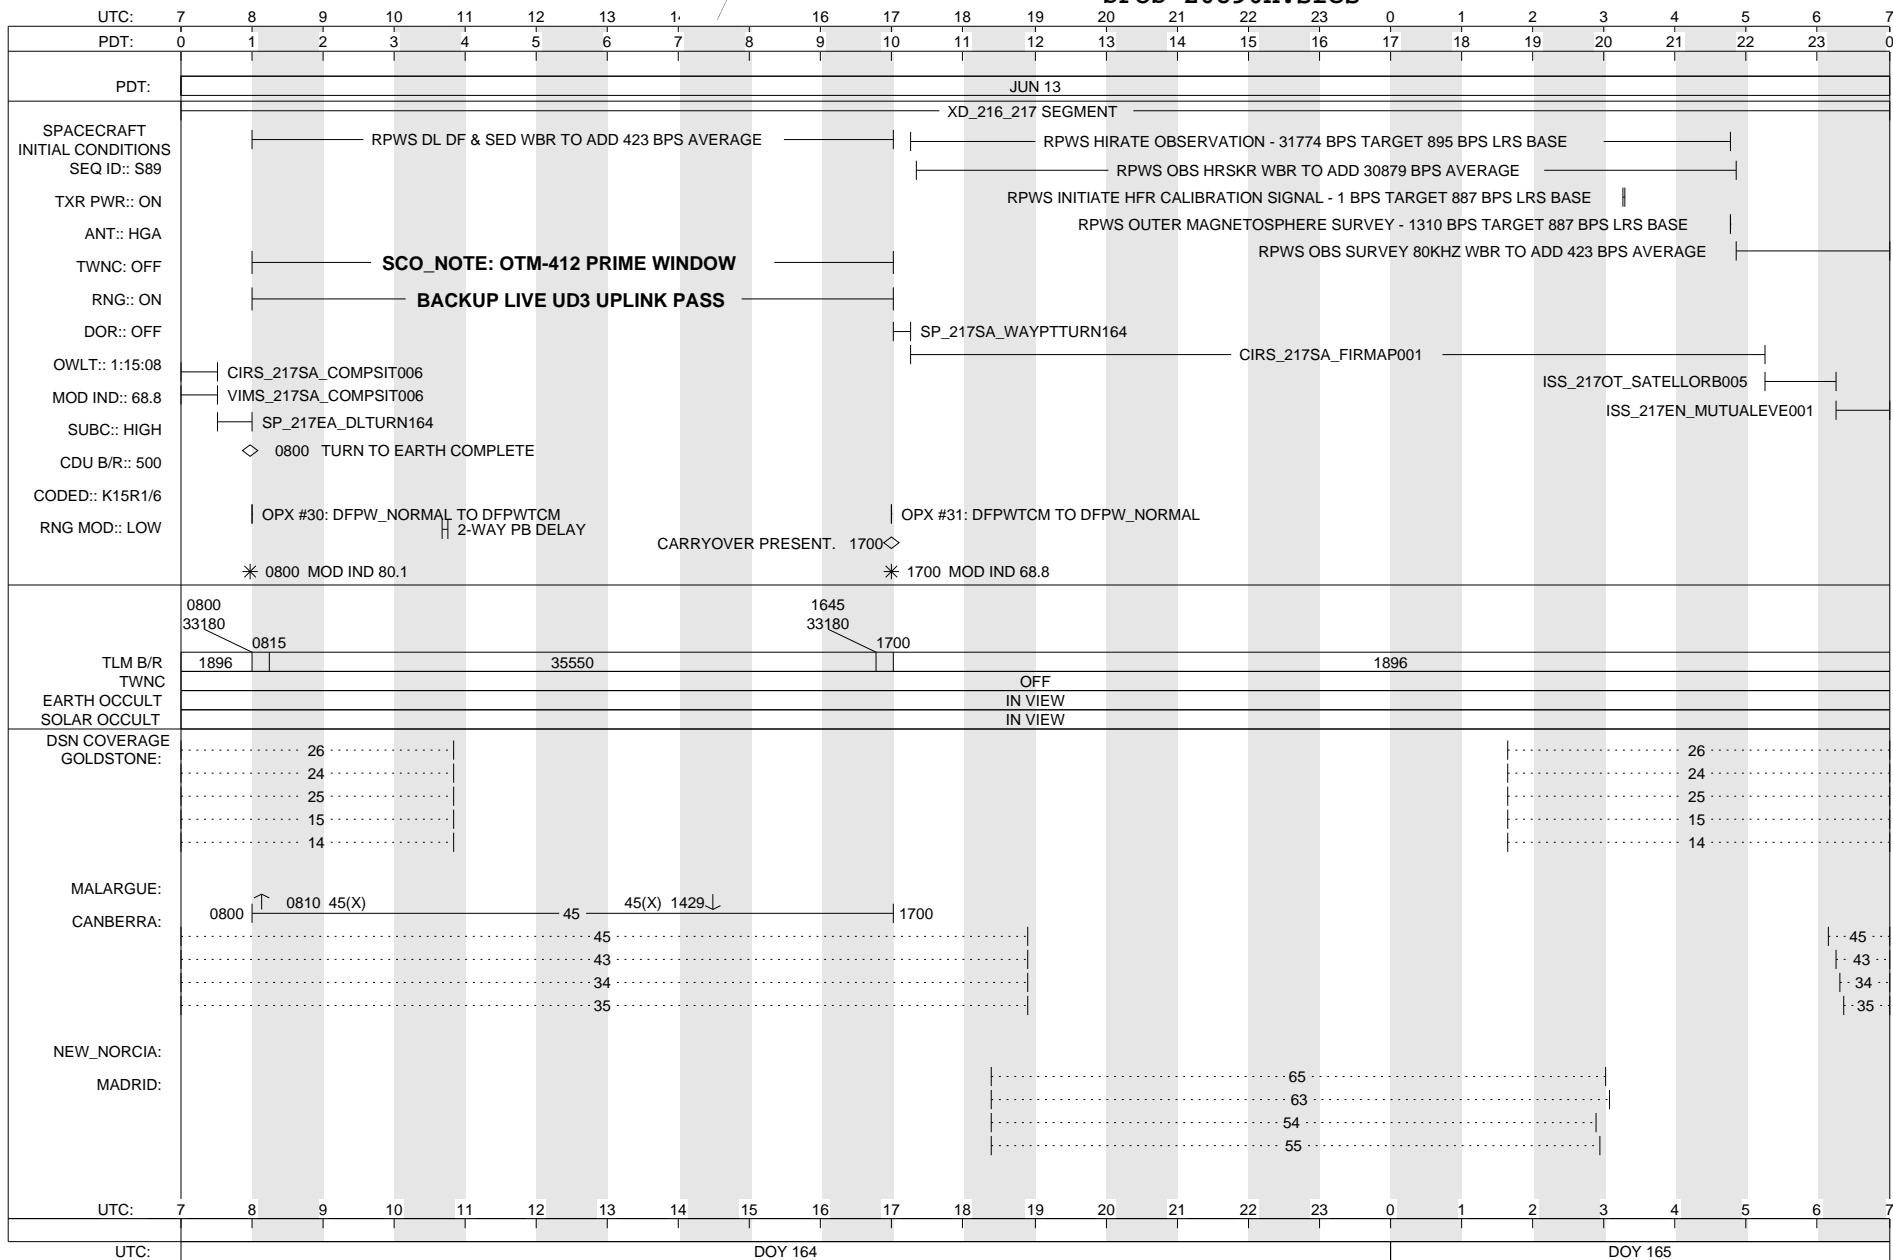 UTC: 7 8 9 10 11 12 13 16 17 18 19 20 21 22 23 0 1 2 3 4 5 6 7
PDT: 0 1 2 3 4 5 6 7 8 9 10 11 12 13 14 15 16 17 18 19 20 21 22 23 0
PDT: JUN 13
XD_216_217 SEGMENT
SPACECRAFT
INITIAL CONDITIONS
SEQ ID:: S89
TXR PWR:: ON
ANT:: HGA
TWNC: OFF
RNG:: ON
DOR:: OFF
OWLT:: 1:15:08
MOD IND:: 68.8
SUBC:: HIGH
CDU B/R:: 500
CODED:: K15R1/6
RNG MOD:: LOW
RPWS DL DF & SED WBR TO ADD 423 BPS AVERAGE
RPWS HIRATE OBSERVATION - 31774 BPS TARGET 895 BPS LRS BASE
RPWS OBS HRSKR WBR TO ADD 30879 BPS AVERAGE
RPWS INITIATE HFR CALIBRATION SIGNAL - 1 BPS TARGET 887 BPS LRS BASE
RPWS OUTER MAGNETOSPHERE SURVEY - 1310 BPS TARGET 887 BPS LRS BASE
RPWS OBS SURVEY 80KHZ WBR TO ADD 423 BPS AVERAGE
SCO_NOTE: OTM-412 PRIME WINDOW
BACKUP LIVE UD3 UPLINK PASS
SP_217SA_WAYPTTURN164
CIRS_217SA_FIRMAP001
CIRS_217SA_COMPSIT006
ISS_217OT_SATELLORB005
VIMS_217SA_COMPSIT006
ISS_217EN_MUTUALEVE001
SP_217EA_DLTURN164
0800 TURN TO EARTH COMPLETE
OPX #30: DFPW_NORMAL TO DFPWTCM
OPX #31: DFPWTCM TO DFPW_NORMAL
2-WAY PB DELAY
CARRYOVER PRESENT. 1700
0800 MOD IND 80.1
1700 MOD IND 68.8
0800 1645
33180 33180
0815 1700
TLM B/R 1896 35550 1896
TWNC OFF
EARTH OCCULT IN VIEW
SOLAR OCCULT IN VIEW
DSN COVERAGE
GOLDSTONE:
26 26
24 24
25 25
15 15
14 14
MALARGUE:
0810 45(X) 45(X) 1429
CANBERRA:
0800 45 1700
45 45
43 43
34 34
35 35
NEW_NORCIA:
MADRID:
65
63
54
55
UTC: 7 8 9 10 11 12 13 14 15 16 17 18 19 20 21 22 23 0 1 2 3 4 5 6 7
UTC: DOY 164 DOY 165